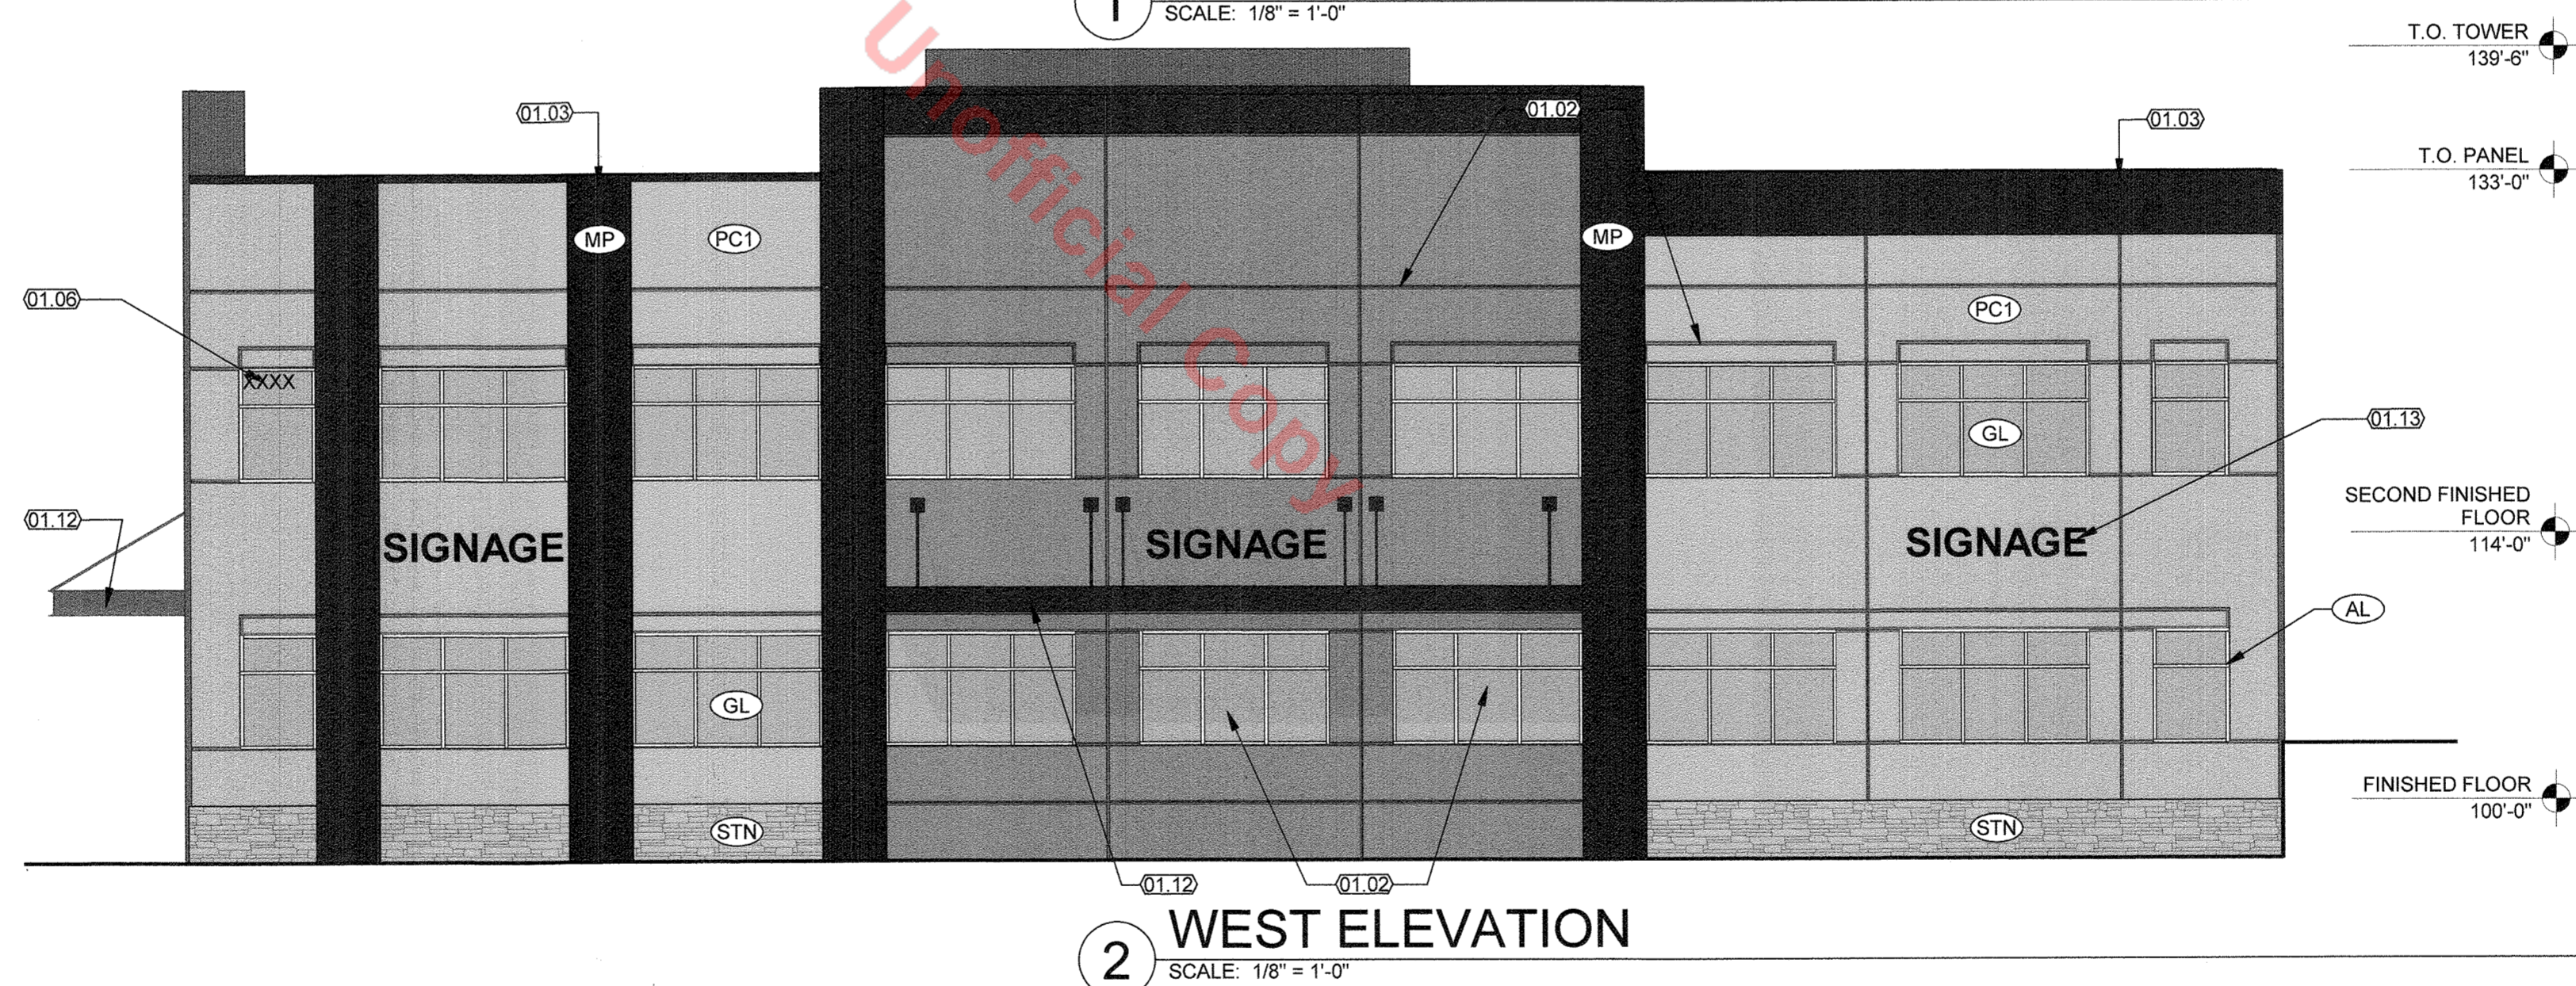 1
SCALE: 1/8" = 1'-0"
T.O. TOWER
139'-6"
01.03
01.02
01.03
T.O. PANEL
133'-0"
MP
PC1
MP
01.06
PC1
XXXX
01.13
GL
SECOND FINISHED
FLOOR
114'-0"
01.12
SIGNAGE
SIGNAGE
SIGNAGE
AL
GL
FINISHED FLOOR
100'-0"
STN
STN
01.12
01.02
2
WEST ELEVATION
SCALE: 1/8" = 1'-0"
Unofficial Copy